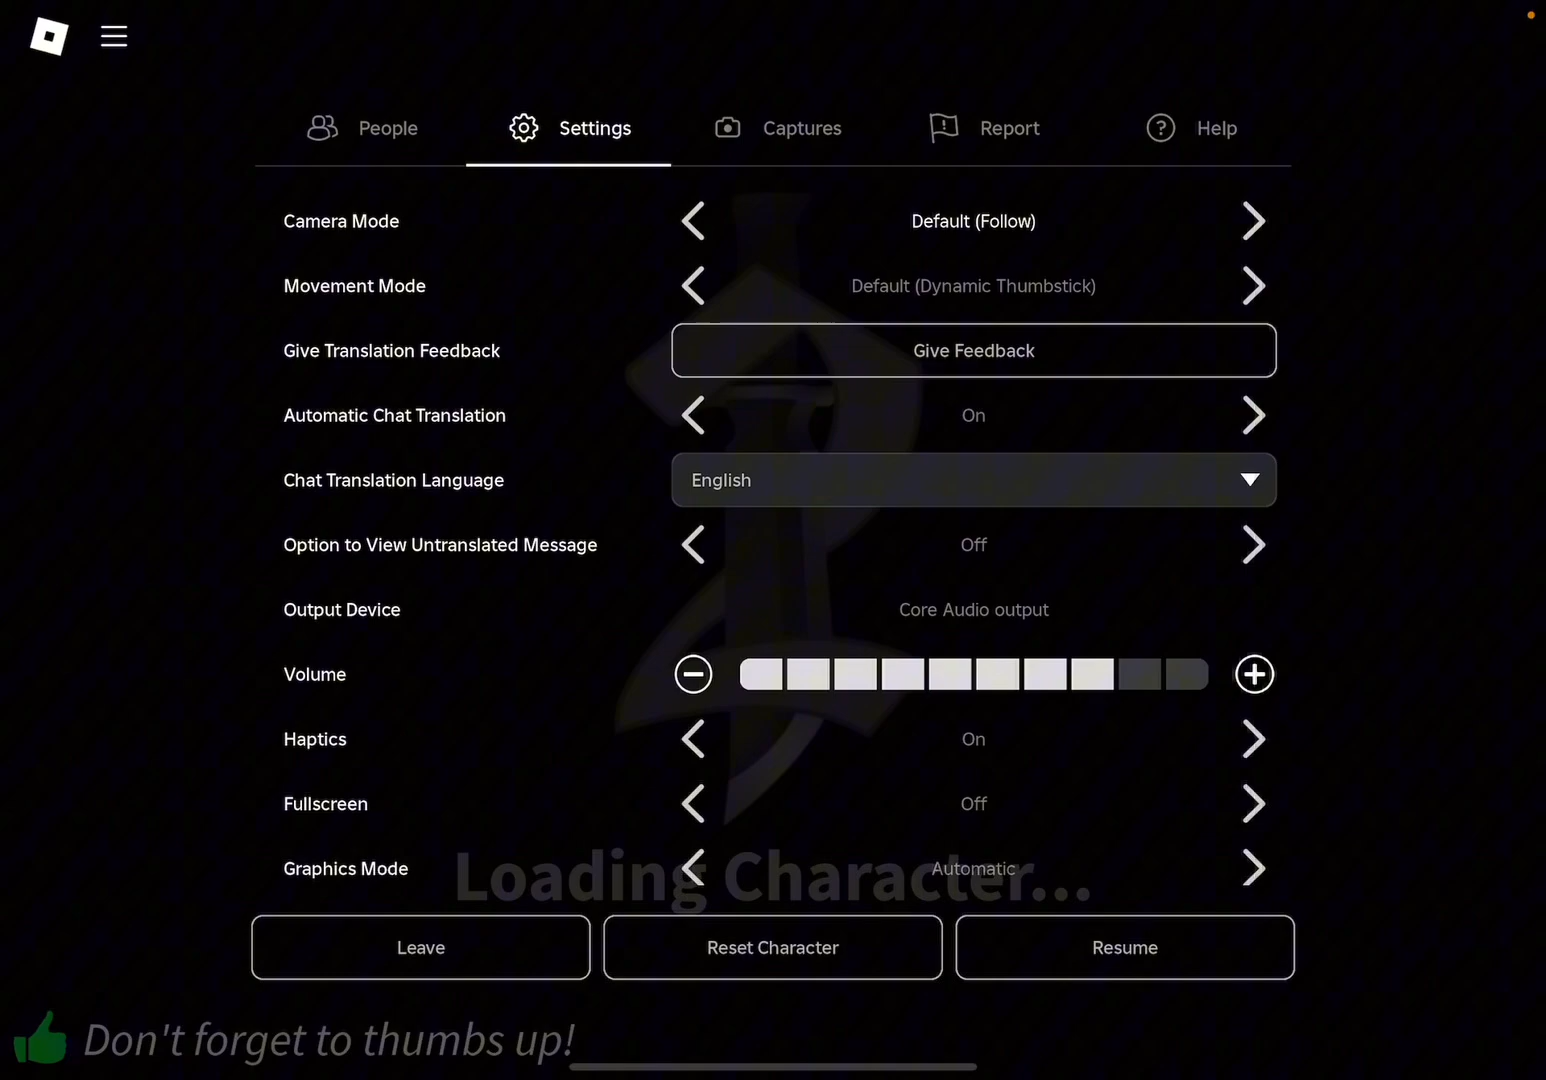 People
Settings
Captures
Report
Help
Camera Mode
Default (Follow)
Movement Mode
Default (Dynamic Thumbstick)
Give Translation Feedback
Give Feedback
Automatic Chat Translation
On
Chat Translation Language
English
Option to View Untranslated Message
Off
Output Device
Core Audio output
Volume
Haptics
On
Fullscreen
Off
Graphics Mode
Automatic
Loading Character...
Leave
Reset Character
Resume
Don't forget to thumbs up!